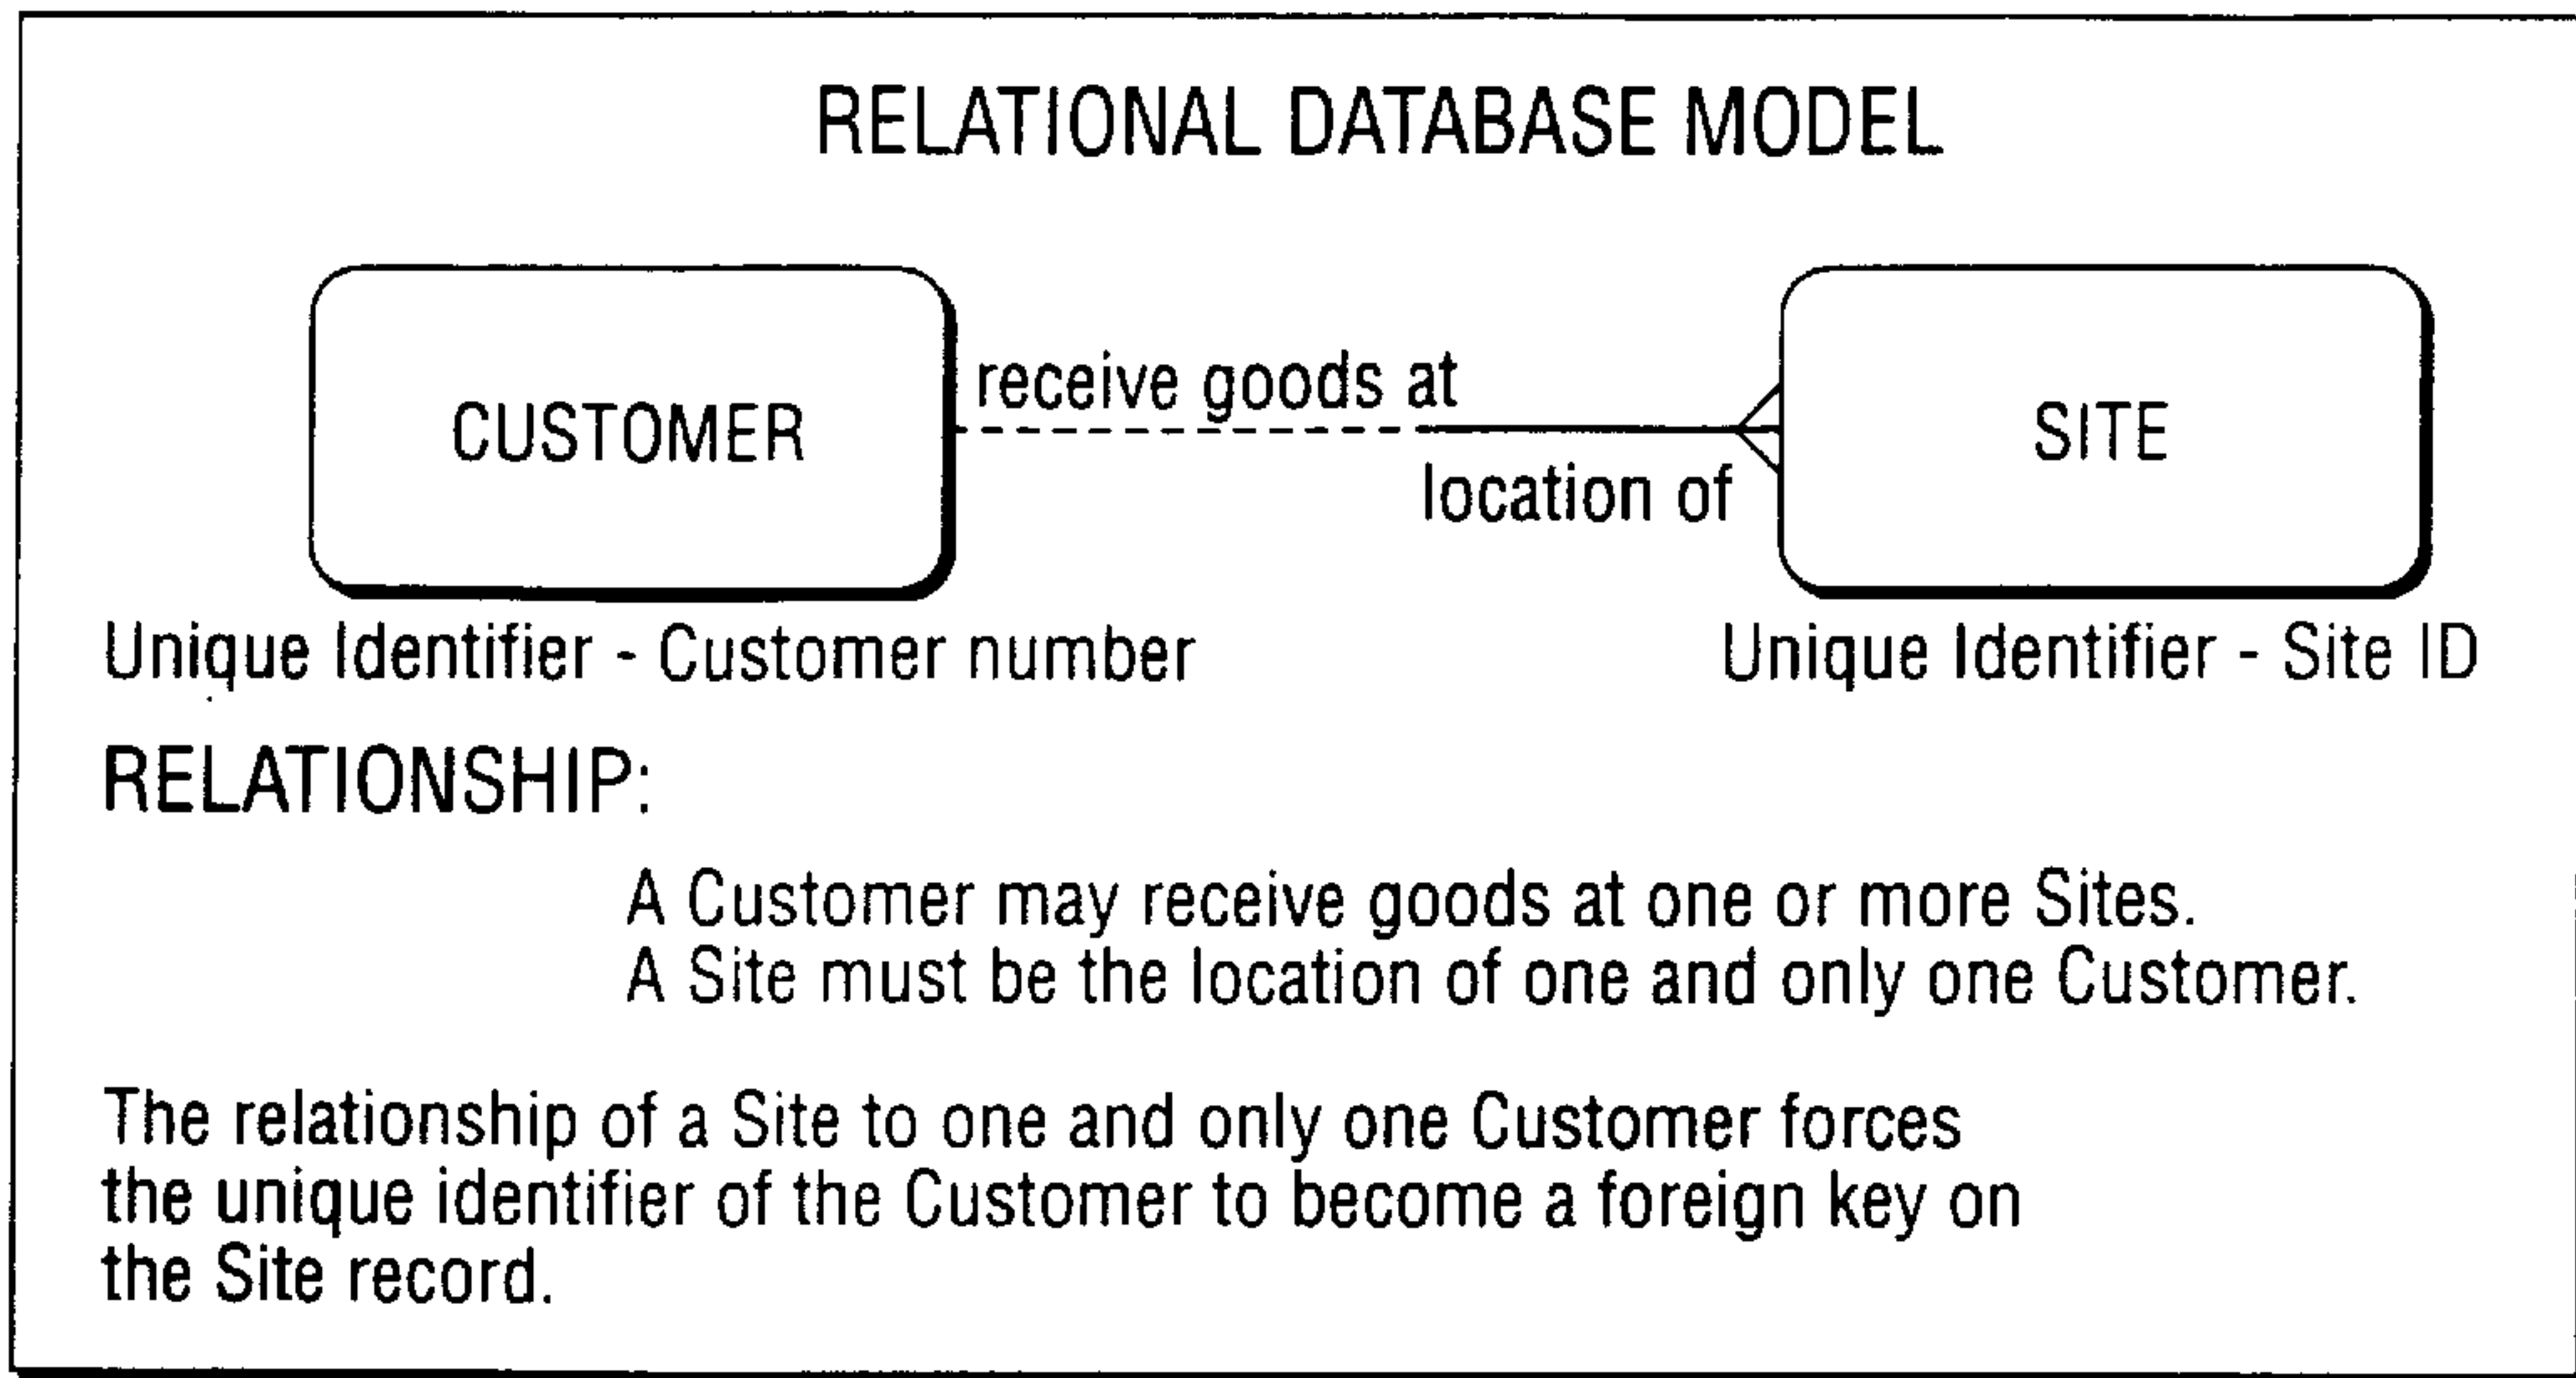 RELATIONAL DATABASE MODEL
CUSTOMER
receive goods at
location of
SITE
Unique Identifier - Customer number
Unique Identifier - Site ID
RELATIONSHIP:
A Customer may receive goods at one or more Sites.
A Site must be the location of one and only one Customer.
The relationship of a Site to one and only one Customer forces
the unique identifier of the Customer to become a foreign key on
the Site record.